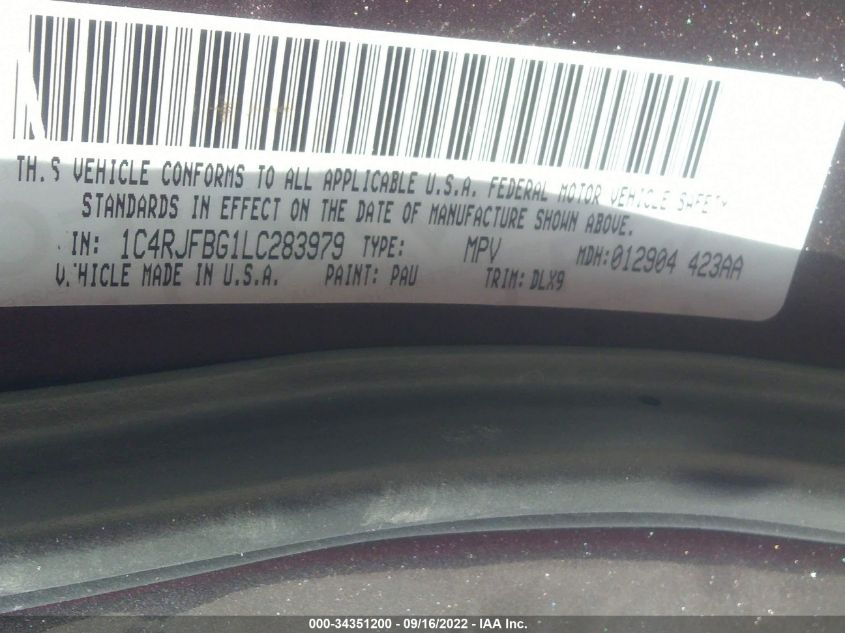 TH.S VEHICLE CONFORMS TO ALL APPLICABLE U.S.A. FEDERAL MOTOR VEHICLE SAFETY
STANDARDS IN EFFECT ON THE DATE OF MANUFACTURE SHOWN ABOVE.
IN: 1C4RJFBG1LC283979 TYPE: MPV MDH:012904 423AA
V.HICLE MADE IN U.S.A. PAINT: PAU TRIM: DLX9
000-34351200 - 09/16/2022 - IAA Inc.